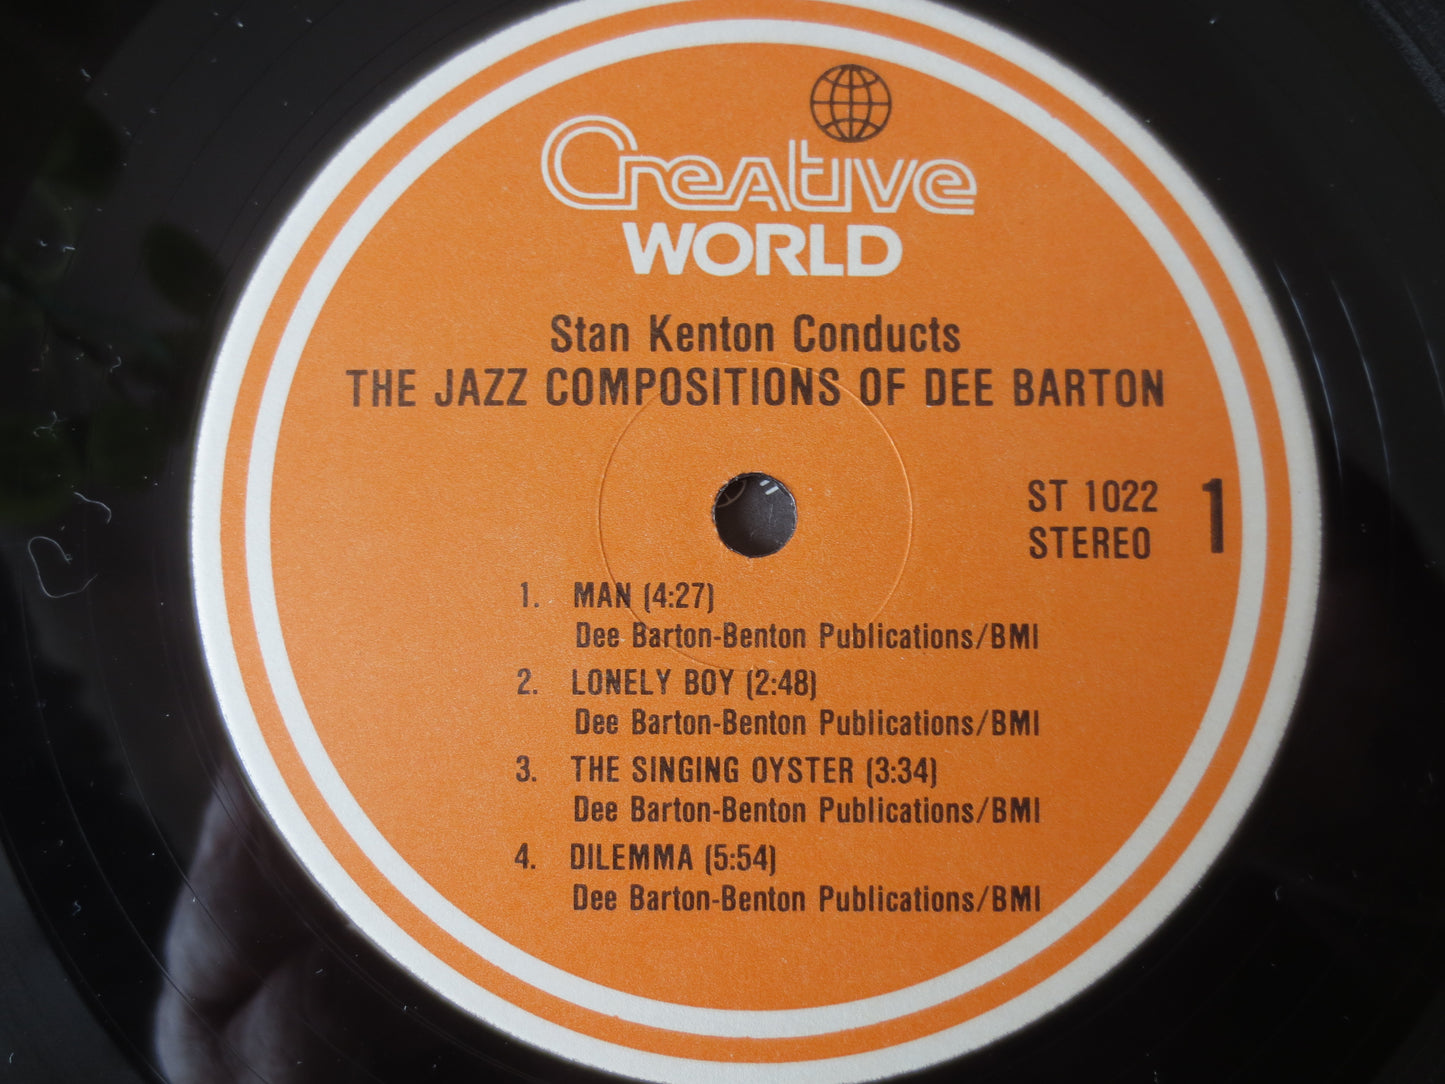 Creative
WORLD
Stan Kenton Conducts
THE JAZZ COMPOSITIONS OF DEE BARTON
ST 1022
STEREO
1
1. MAN (4:27)
Dee Barton-Benton Publications/BMI
2. LONELY BOY (2:48)
Dee Barton-Benton Publications/BMI
3. THE SINGING OYSTER (3:34)
Dee Barton-Benton Publications/BMI
4. DILEMMA (5:54)
Dee Barton-Benton Publications/BMI